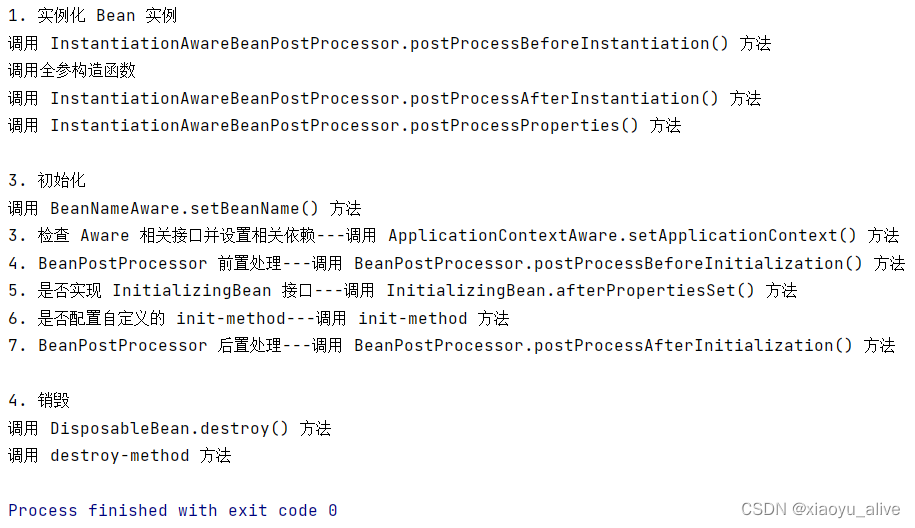 1. 实例化 Bean 实例
调用 InstantiationAwareBeanPostProcessor.postProcessBeforeInstantiation() 方法
调用全参构造函数
调用 InstantiationAwareBeanPostProcessor.postProcessAfterInstantiation() 方法
调用 InstantiationAwareBeanPostProcessor.postProcessProperties() 方法
3. 初始化
调用 BeanNameAware.setBeanName() 方法
3. 检查 Aware 相关接口并设置相关依赖---调用 ApplicationContextAware.setApplicationContext() 方法
4. BeanPostProcessor 前置处理---调用 BeanPostProcessor.postProcessBeforeInitialization() 方法
5. 是否实现 InitializingBean 接口---调用 InitializingBean.afterPropertiesSet() 方法
6. 是否配置自定义的 init-method---调用 init-method 方法
7. BeanPostProcessor 后置处理---调用 BeanPostProcessor.postProcessAfterInitialization() 方法
4. 销毁
调用 DisposableBean.destroy() 方法
调用 destroy-method 方法
Process finished with exit code 0
CSDN @xiaoyu_alive